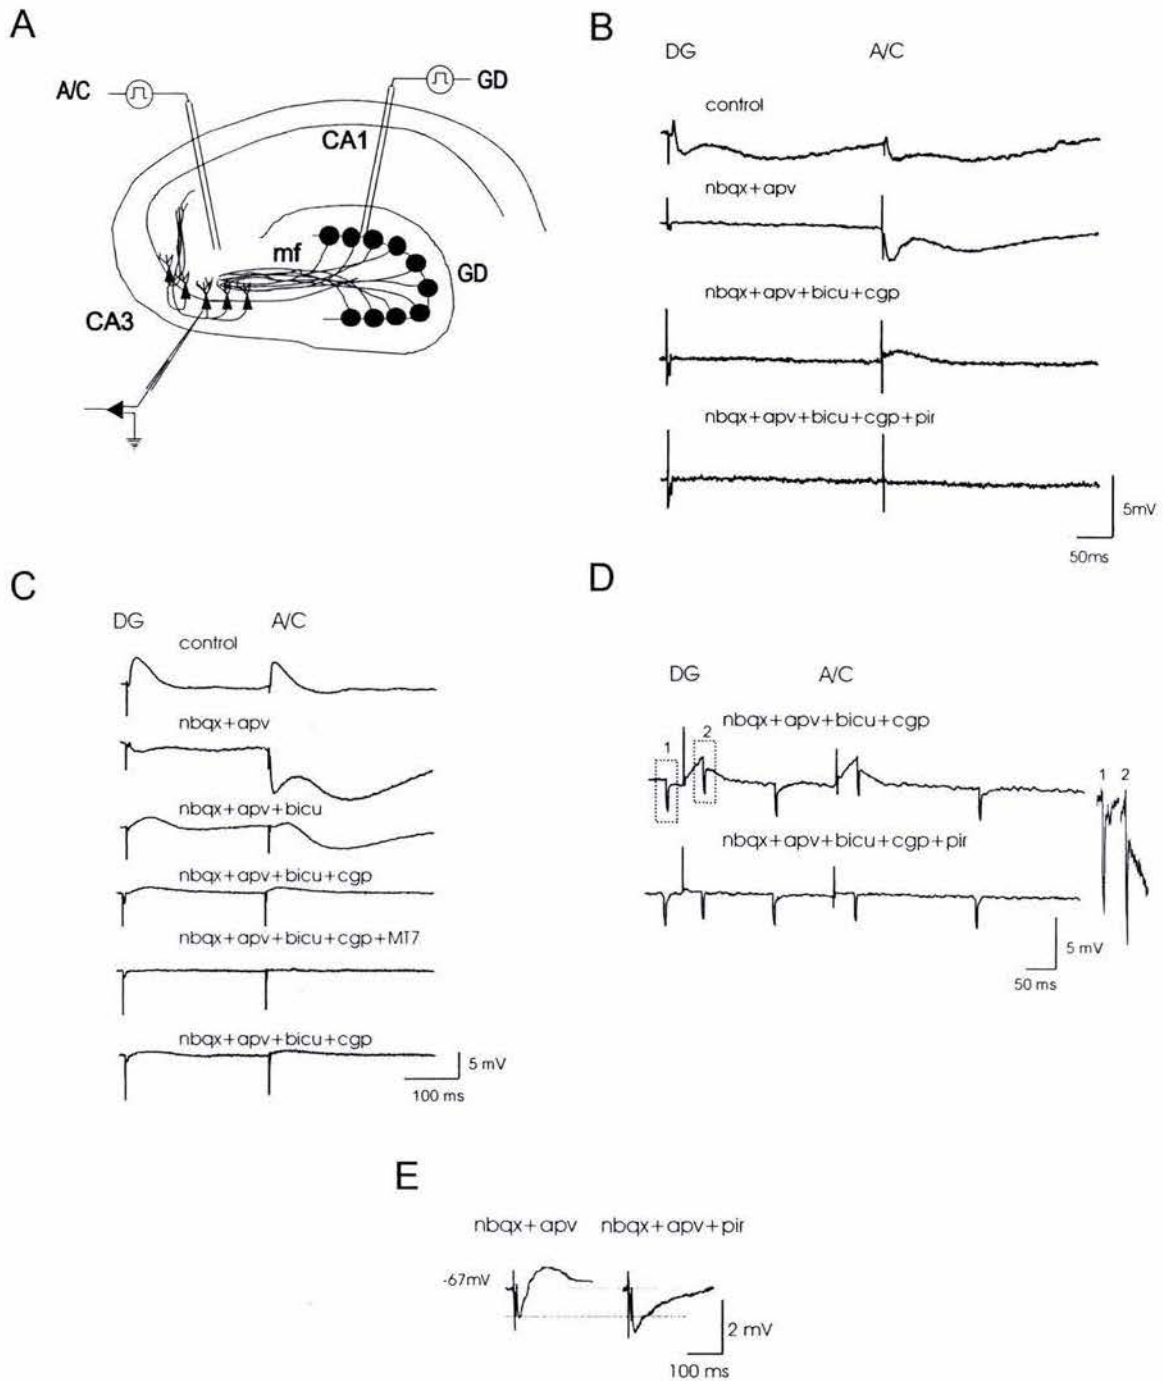 A
A/C
GD
CA1
mf
GD
CA3
B
DG A/C
control
nbqx+apv
nbqx+apv+bicu+cgp
nbqx+apv+bicu+cgp+pir
5mV
50ms
C
DG A/C
control
nbqx+apv
nbqx+apv+bicu
nbqx+apv+bicu+cgp
nbqx+apv+bicu+cgp+MT7
nbqx+apv+bicu+cgp
5 mV
100 ms
D
DG A/C
nbqx+apv+bicu+cgp
1 2
1 2
nbqx+apv+bicu+cgp+pir
5 mV
50 ms
E
nbqx+apv nbqx+apv+pir
-67mV
2 mV
100 ms